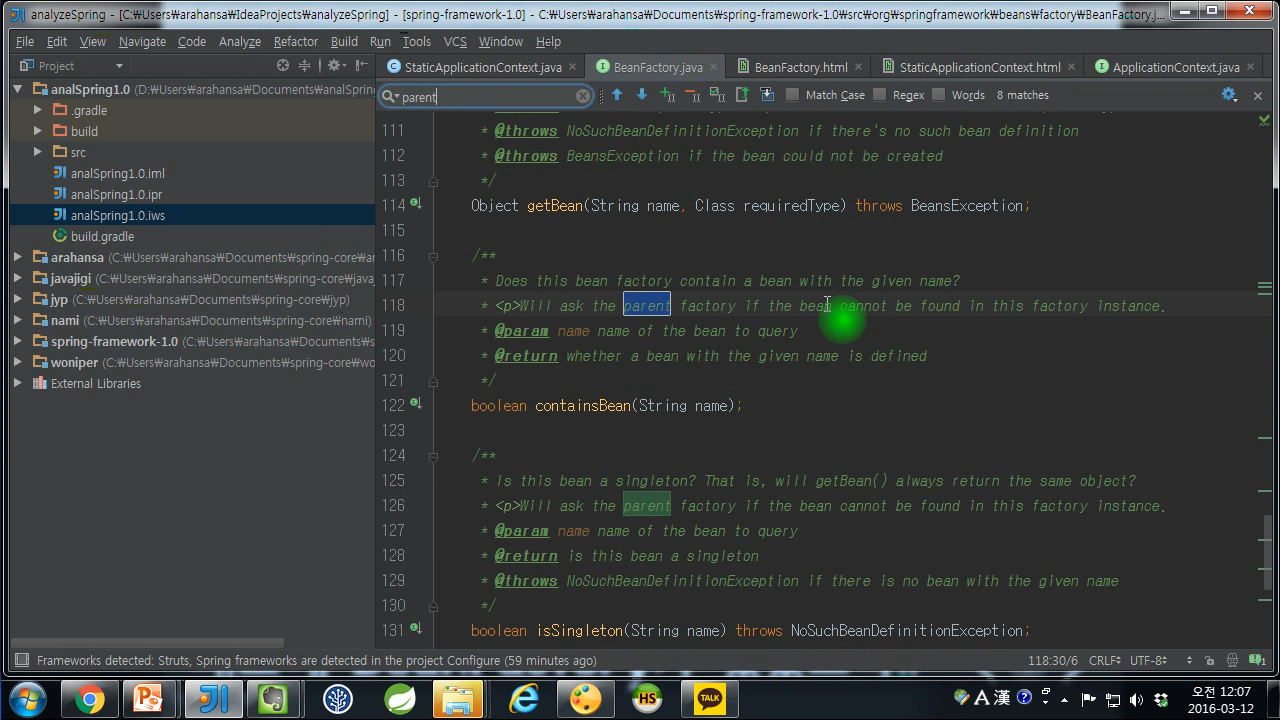 analyzeSpring - [C:₩Users₩arahansa₩IdeaProjects₩analyzeSpring] - [spring-framework-1.0] - C:₩Users₩arahansa₩Documents₩spring-framework-1.0₩src₩org₩springframework₩beans₩factory₩BeanFactory.j...
File Edit View Navigate Code Analyze Refactor Build Run Tools VCS Window Help
Project
StaticApplicationContext.java BeanFactory.java BeanFactory.html StaticApplicationContext.html ApplicationContext.java
parent Match Case Regex Words 8 matches
analSpring1.0 (D:₩Users₩arahansa₩Documents₩analSpring
.gradle
build
src
analSpring1.0.iml
analSpring1.0.ipr
analSpring1.0.iws
build.gradle
arahansa (C:₩Users₩arahansa₩Documents₩spring-core₩ar
javajigi (C:₩Users₩arahansa₩Documents₩spring-core₩java
jyp (C:₩Users₩arahansa₩Documents₩spring-core₩jyp)
nami (C:₩Users₩arahansa₩Documents₩spring-core₩nami)
spring-framework-1.0 (C:₩Users₩arahansa₩Documents₩s
woniper (C:₩Users₩arahansa₩Documents₩spring-core₩wo
External Libraries
111 * @throws NoSuchBeanDefinitionException if there's no such bean definition
112 * @throws BeansException if the bean could not be created
113 */
114 Object getBean(String name, Class requiredType) throws BeansException;
115
116 /**
117 * Does this bean factory contain a bean with the given name?
118 * <p>Will ask the parent factory if the bean cannot be found in this factory instance.
119 * @param name name of the bean to query
120 * @return whether a bean with the given name is defined
121 */
122 boolean containsBean(String name);
123
124 /**
125 * Is this bean a singleton? That is, will getBean() always return the same object?
126 * <p>Will ask the parent factory if the bean cannot be found in this factory instance.
127 * @param name name of the bean to query
128 * @return is this bean a singleton
129 * @throws NoSuchBeanDefinitionException if there is no bean with the given name
130 */
131 boolean isSingleton(String name) throws NoSuchBeanDefinitionException;
Frameworks detected: Struts, Spring frameworks are detected in the project Configure (59 minutes ago) 118:30/6 CRLF UTF-8 1
HS TALK A 漢 오전 12:07
2016-03-12